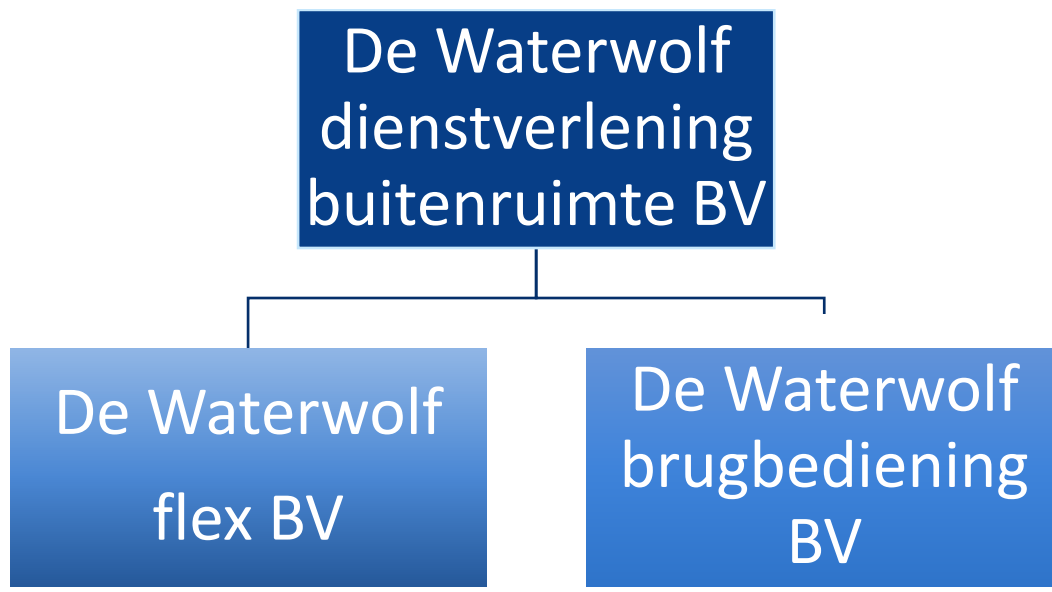 De Waterwolf
dienstverlening
buitenruimte BV
De Waterwolf
flex BV
De Waterwolf
brugbediening
BV